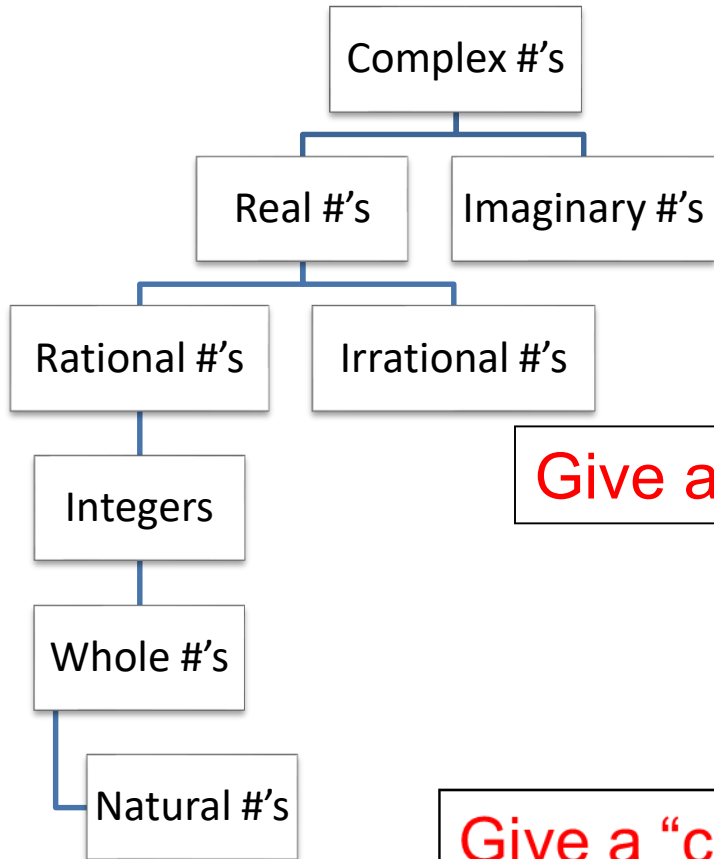 Complex #’s
Real #’s
Imaginary #’s
Rational #’s
Irrational #’s
Give a
Integers
Whole #’s
Natural #’s
Give a “c